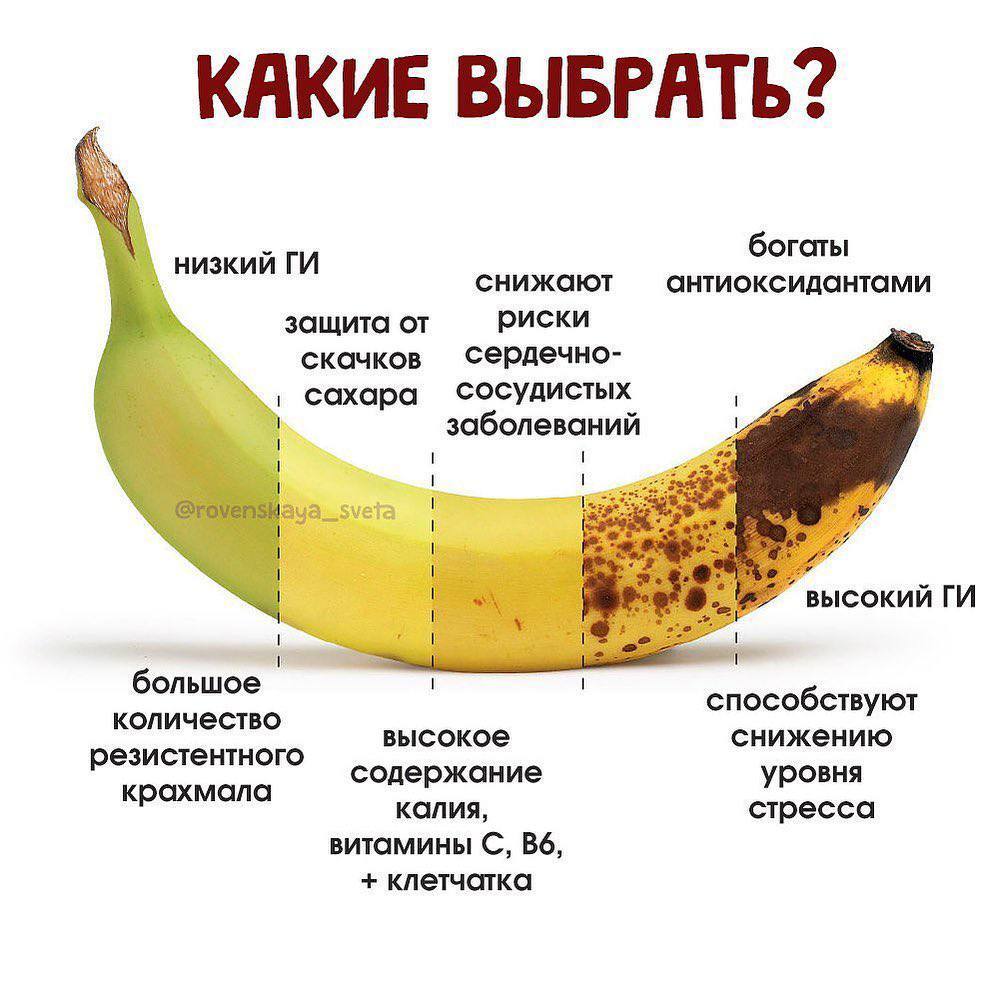 КАКИЕ ВЫБРАТЬ?
низкий ГИ
защита от
скачков
сахара
снижают
риски
сердечно-
сосудистых
заболеваний
богаты
антиоксидантами
@rovenskaya_sveta
высокий ГИ
большое
количество
резистентного
крахмала
высокое
содержание
калия,
витамины С, В6,
+ клетчатка
способствуют
снижению
уровня
стресса